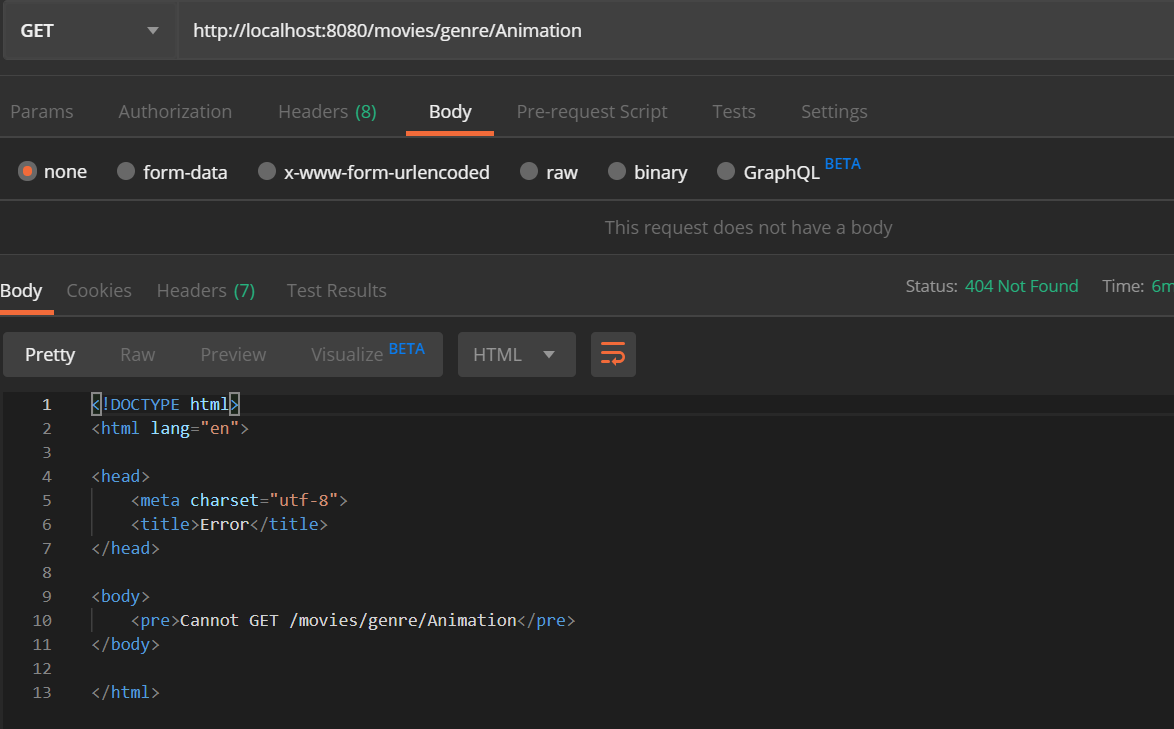 GET http://localhost:8080/movies/genre/Animation
Params Authorization Headers (8) Body Pre-request Script Tests Settings
none form-data x-www-form-urlencoded raw binary GraphQL BETA
This request does not have a body
Body Cookies Headers (7) Test Results Status: 404 Not Found Time: 6m
Pretty Raw Preview Visualize BETA HTML
1 <!DOCTYPE html>
2 <html lang="en">
3
4 <head>
5 <meta charset="utf-8">
6 <title>Error</title>
7 </head>
8
9 <body>
10 <pre>Cannot GET /movies/genre/Animation</pre>
11 </body>
12
13 </html>